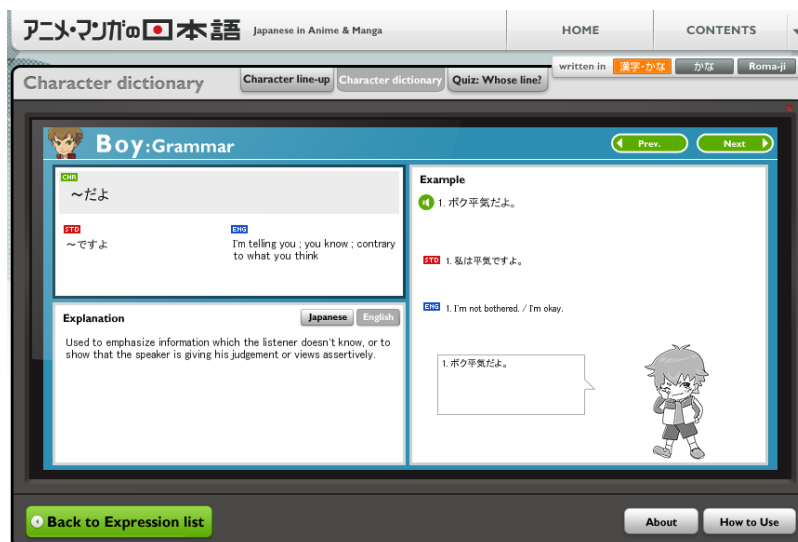 アニメ・マンガの日本語 Japanese in Anime & Manga
HOME
CONTENTS
written in 漢字・かな かな Roma-ji
Character dictionary
Character line-up
Character dictionary
Quiz: Whose line?
Boy:Grammar
Prev.
Next
CHR
～だよ
STD
～ですよ
ENG
I'm telling you ; you know ; contrary
to what you think
Explanation
Japanese
English
Used to emphasize information which the listener doesn't know, or to
show that the speaker is giving his judgement or views assertively.
Example
1. ボク平気だよ。
STD 1. 私は平気ですよ。
ENG 1. I'm not bothered. / I'm okay.
1. ボク平気だよ。
Back to Expression list
About
How to Use